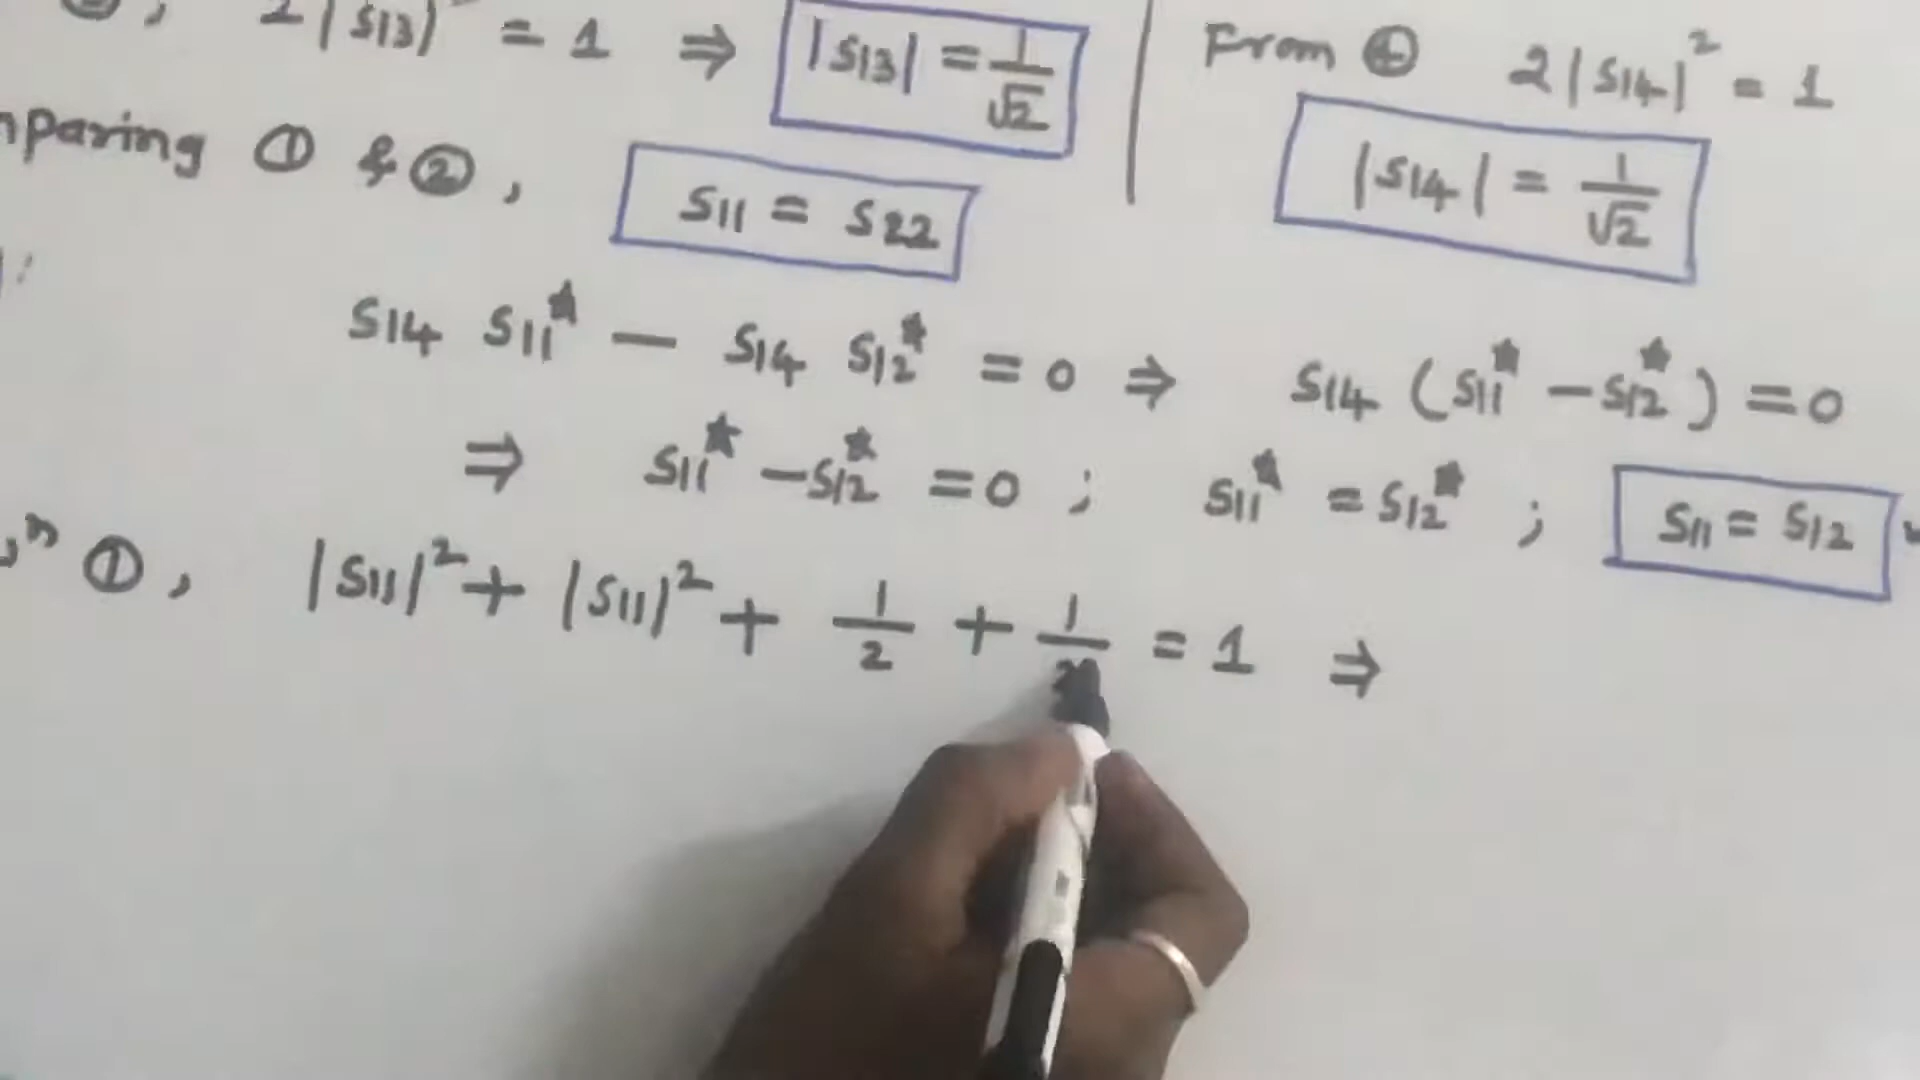 2|S13|² = 1 ⇒ |S13| = 1/√2
From ④ 2|S14|² = 1
|S14| = 1/√2
① & ②, S11 = S22
S14 S11* − S14 S12* = 0 ⇒ S14 (S11* − S12*) = 0
⇒ S11* − S12* = 0 ; S11* = S12* ; S11 = S12
①, |S11|² + |S11|² + 1/2 + 1/2 = 1 ⇒